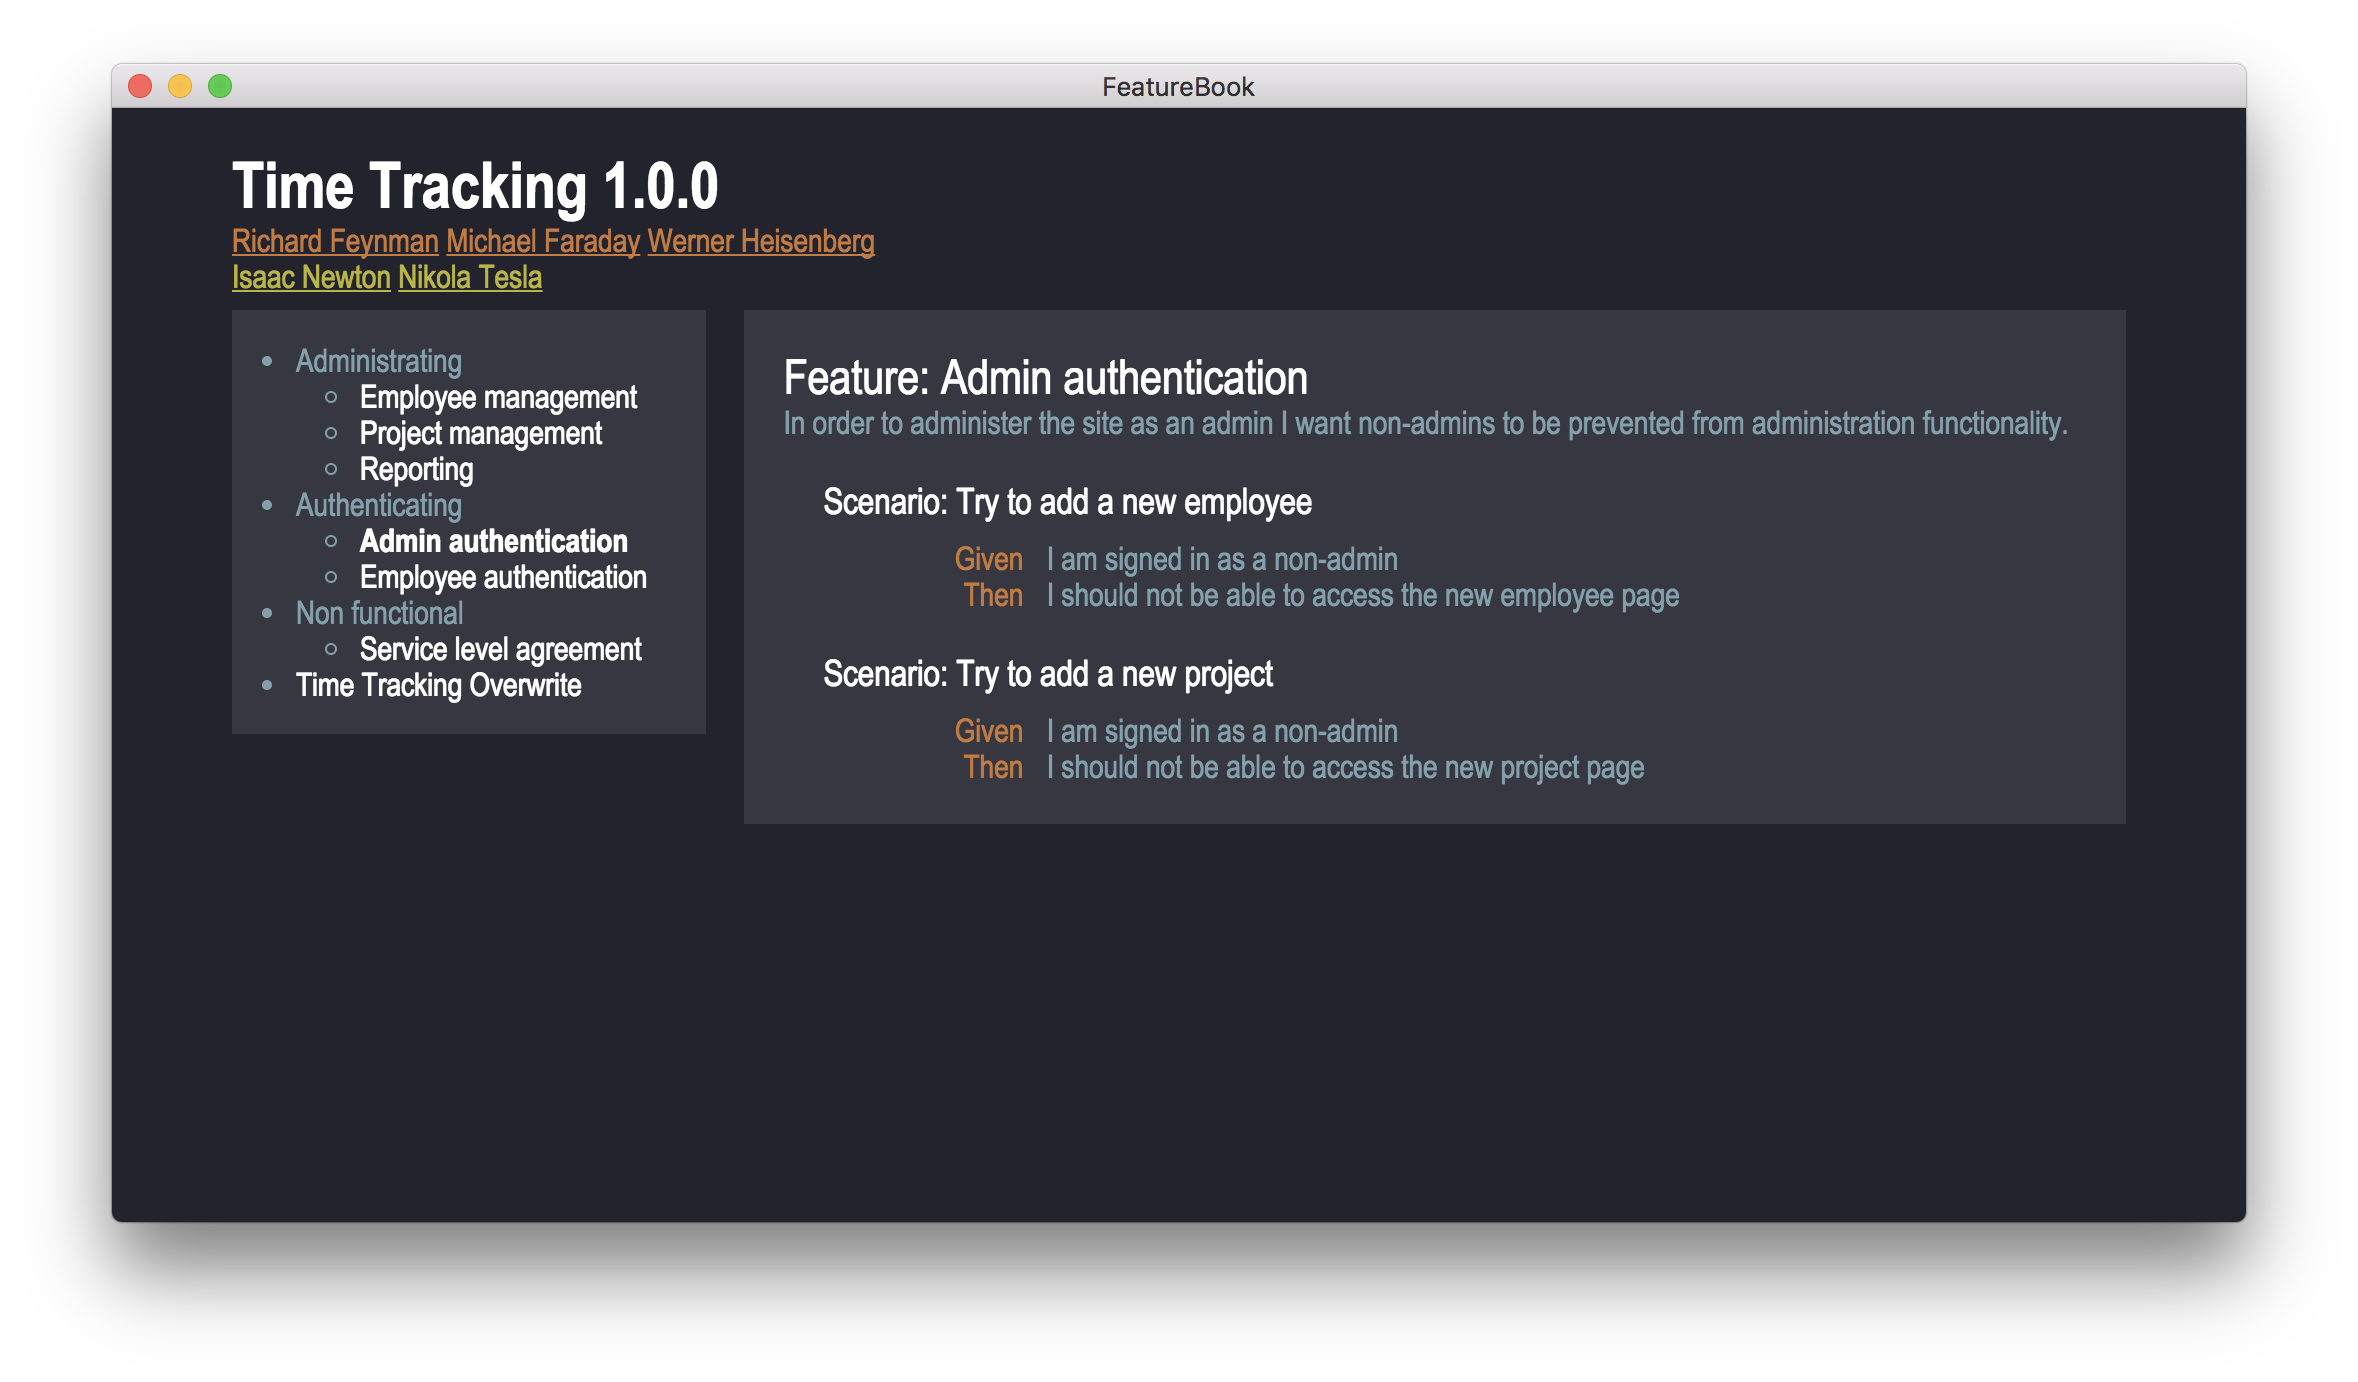 FeatureBook
Time Tracking 1.0.0
Richard Feynman Michael Faraday Werner Heisenberg
Isaac Newton Nikola Tesla
Administrating
Employee management
Project management
Reporting
Authenticating
Admin authentication
Employee authentication
Non functional
Service level agreement
Time Tracking Overwrite
Feature: Admin authentication
In order to administer the site as an admin I want non-admins to be prevented from administration functionality.
Scenario: Try to add a new employee
Given I am signed in as a non-admin
Then I should not be able to access the new employee page
Scenario: Try to add a new project
Given I am signed in as a non-admin
Then I should not be able to access the new project page